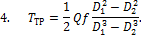 4. T_TP = 1/2 Qf (D_1^2 − D_2^2)/(D_1^3 − D_2^3).